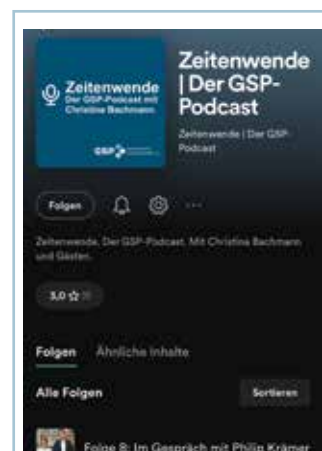 Zeitenwende
Der GSP-Podcast mit
Christina Bachmann
GSP
Zeitenwende
| Der GSP-
Podcast
Zeitenwende | Der GSP-
Podcast
Folgen
Zeitenwende. Der GSP-Podcast. Mit Christina Bachmann
und Gästen.
3,0
Folgen Ähnliche Inhalte
Alle Folgen Sortieren
Folge 8: Im Gespräch mit Philip Krämer